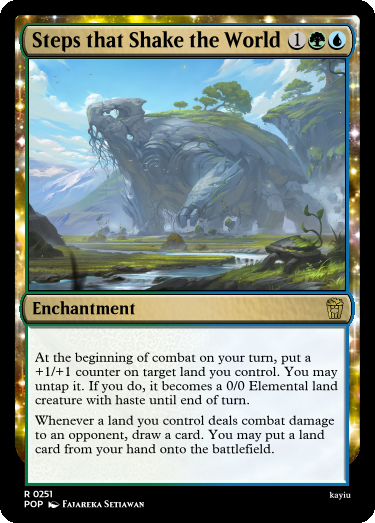 Steps that Shake the World 1
Enchantment
At the beginning of combat on your turn, put a
+1/+1 counter on target land you control. You may
untap it. If you do, it becomes a 0/0 Elemental land
creature with haste until end of turn.
Whenever a land you control deals combat damage
to an opponent, draw a card. You may put a land
card from your hand onto the battlefield.
R 0251
POP Fajareka Setiawan
kayiu